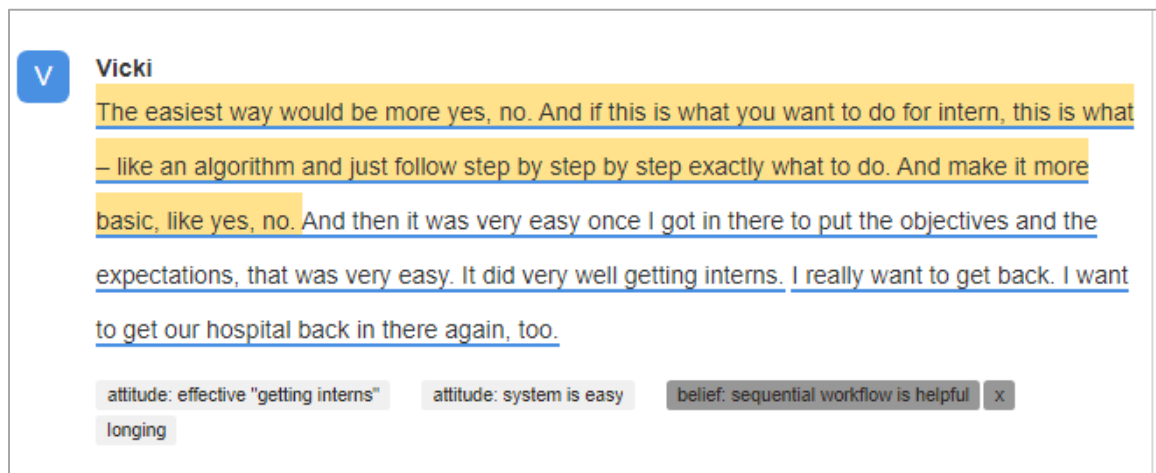 V
Vicki
The easiest way would be more yes, no. And if this is what you want to do for intern, this is what
– like an algorithm and just follow step by step by step exactly what to do. And make it more
basic, like yes, no. And then it was very easy once I got in there to put the objectives and the
expectations, that was very easy. It did very well getting interns. I really want to get back. I want
to get our hospital back in there again, too.
attitude: effective "getting interns" attitude: system is easy belief: sequential workflow is helpful x
longing